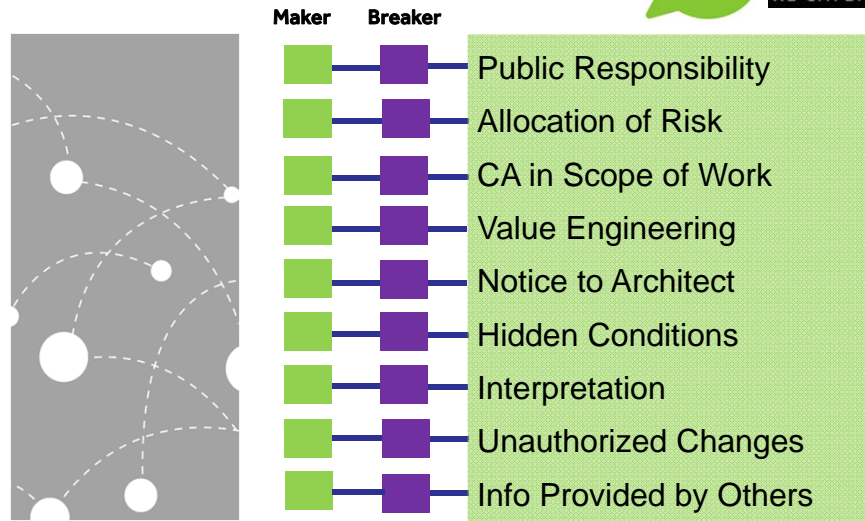 Maker Breaker
Public Responsibility
Allocation of Risk
CA in Scope of Work
Value Engineering
Notice to Architect
Hidden Conditions
Interpretation
Unauthorized Changes
Info Provided by Others